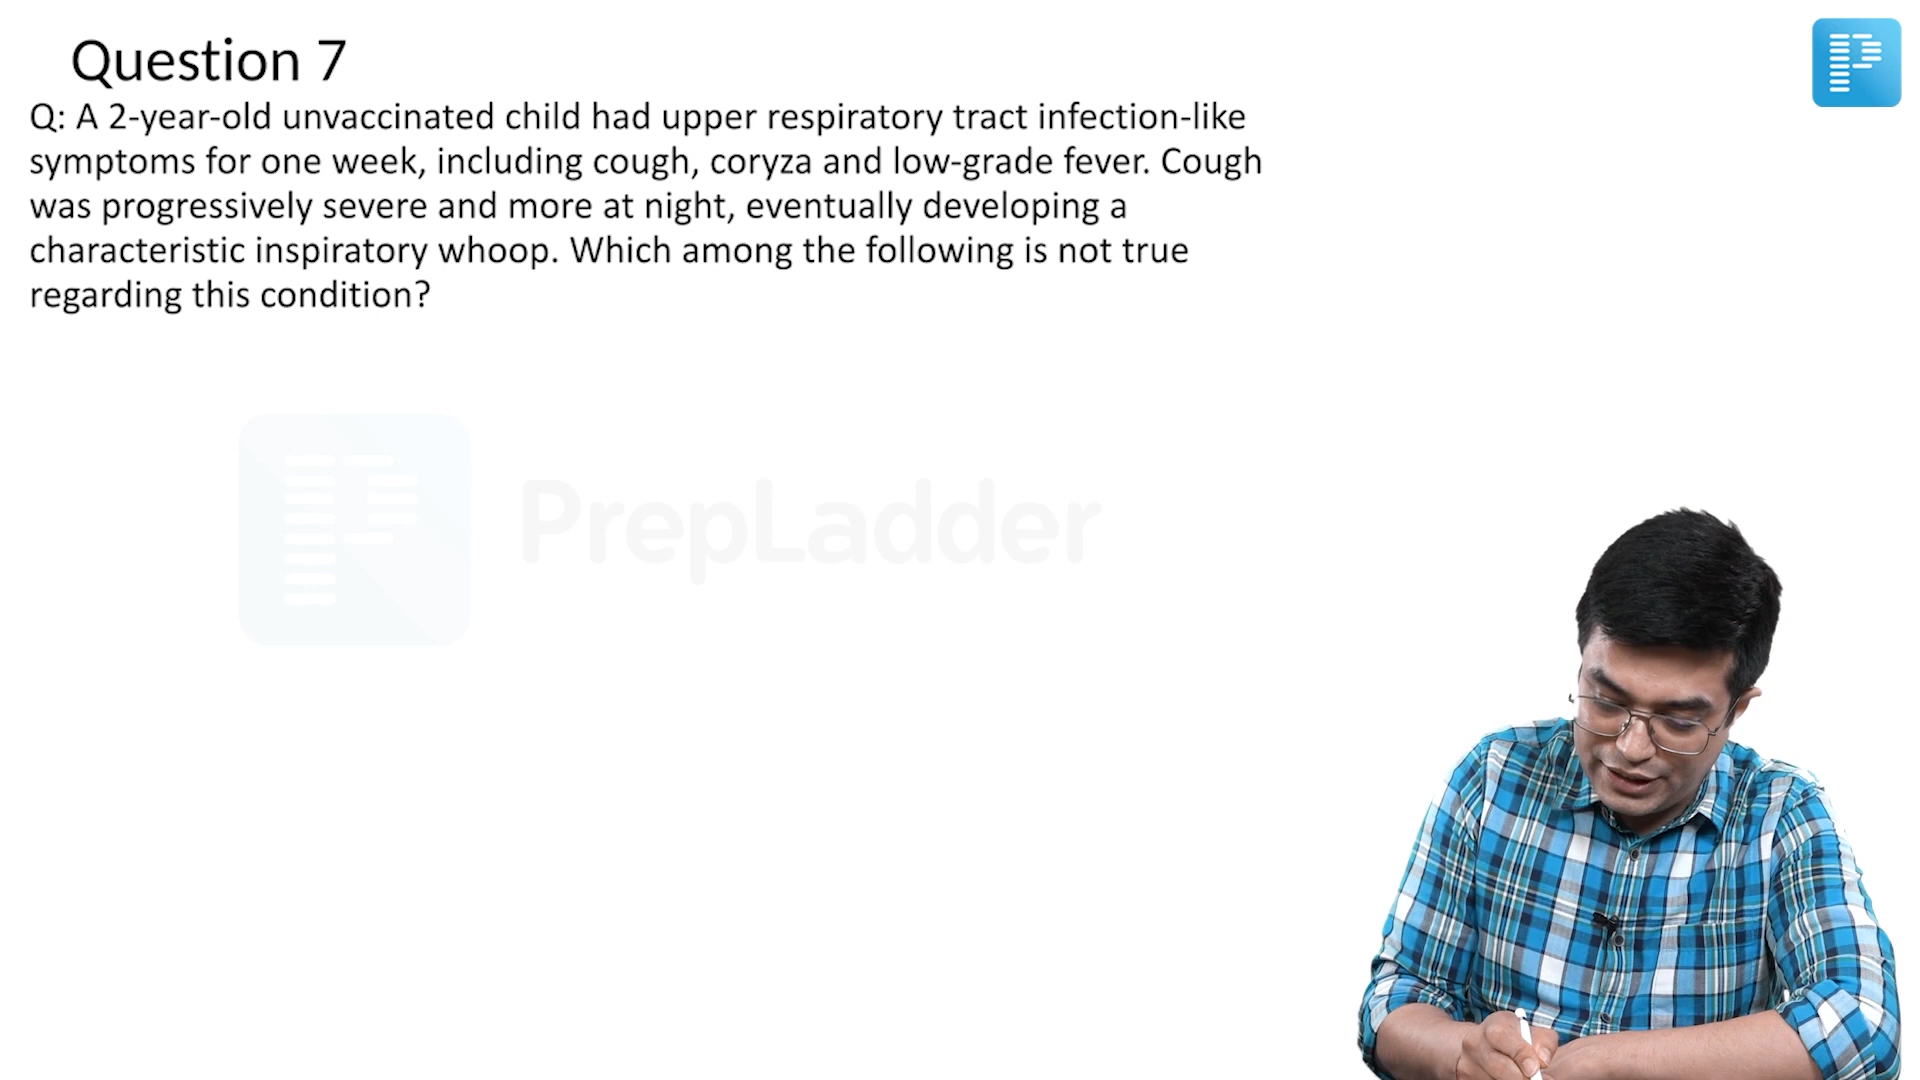 Question 7
Q: A 2-year-old unvaccinated child had upper respiratory tract infection-like
symptoms for one week, including cough, coryza and low-grade fever. Cough
was progressively severe and more at night, eventually developing a
characteristic inspiratory whoop. Which among the following is not true
regarding this condition?
PrepLadder